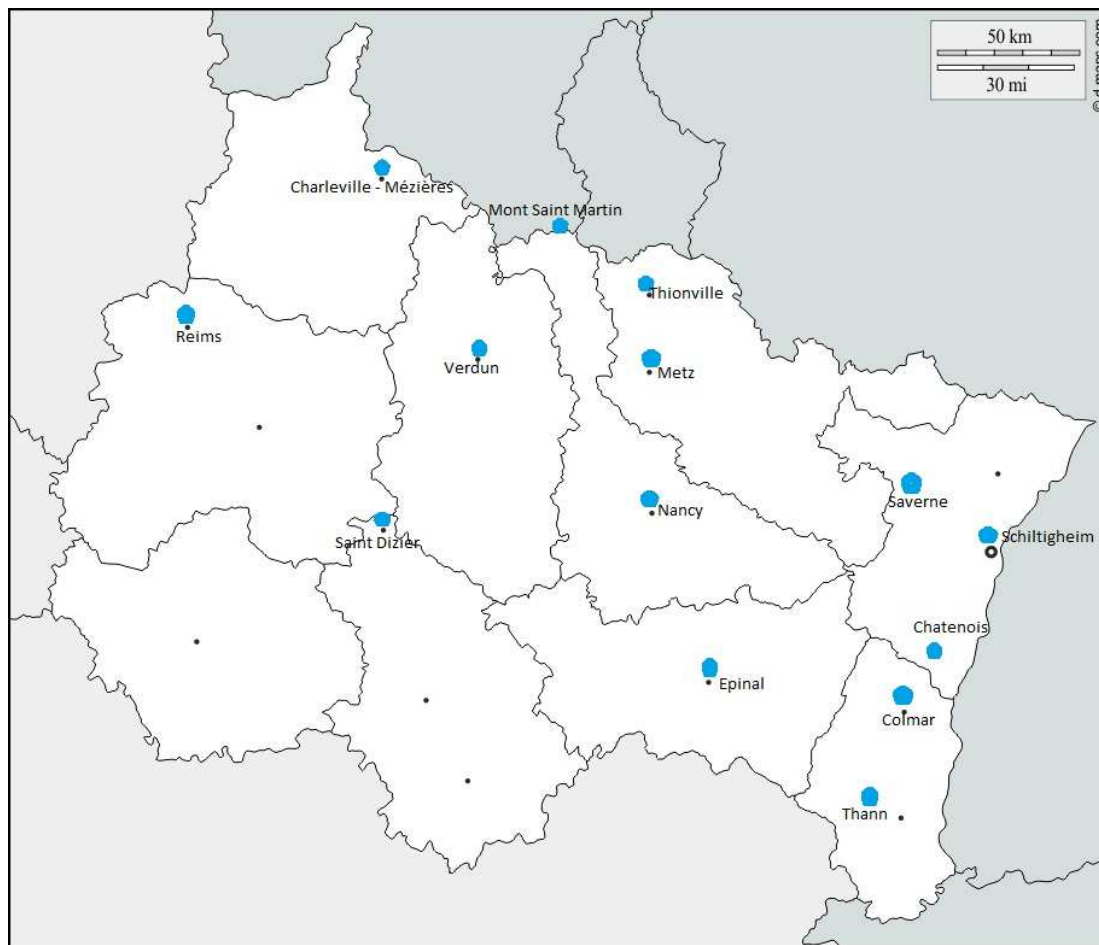 50 km
30 mi
© d-maps.com
Charleville - Mézières
Mont Saint Martin
Thionville
Reims
Verdun
Metz
Saverne
Nancy
Saint Dizier
Schiltigheim
Chatenois
Epinal
Colmar
Thann